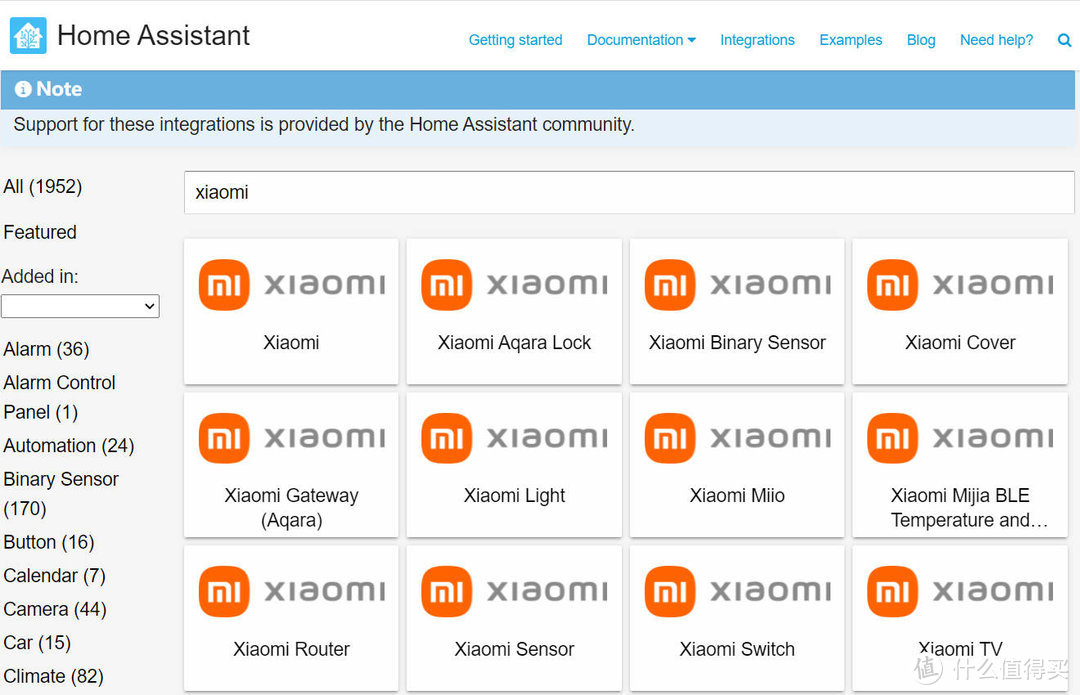 Home Assistant
Getting started Documentation Integrations Examples Blog Need help?
Note
Support for these integrations is provided by the Home Assistant community.
All (1952)
Featured
Added in:
Alarm (36)
Alarm Control
Panel (1)
Automation (24)
Binary Sensor
(170)
Button (16)
Calendar (7)
Camera (44)
Car (15)
Climate (82)
xiaomi
mi xiaomi
Xiaomi
mi xiaomi
Xiaomi Aqara Lock
mi xiaomi
Xiaomi Binary Sensor
mi xiaomi
Xiaomi Cover
mi xiaomi
Xiaomi Gateway
(Aqara)
mi xiaomi
Xiaomi Light
mi xiaomi
Xiaomi Miio
mi xiaomi
Xiaomi Mijia BLE
Temperature and…
mi xiaomi
Xiaomi Router
mi xiaomi
Xiaomi Sensor
mi xiaomi
Xiaomi Switch
mi xiaomi
Xiaomi TV
值 什么值得买